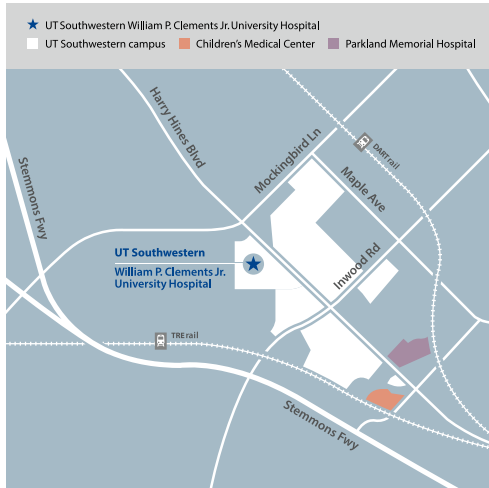 UT Southwestern William P. Clements Jr. University Hospital
UT Southwestern campus
Children's Medical Center
Parkland Memorial Hospital
Harry Hines Blvd
Mockingbird Ln
DART rail
Maple Ave
Stemmons Fwy
UT Southwestern
William P. Clements Jr.
University Hospital
Inwood Rd
TRE rail
Stemmons Fwy